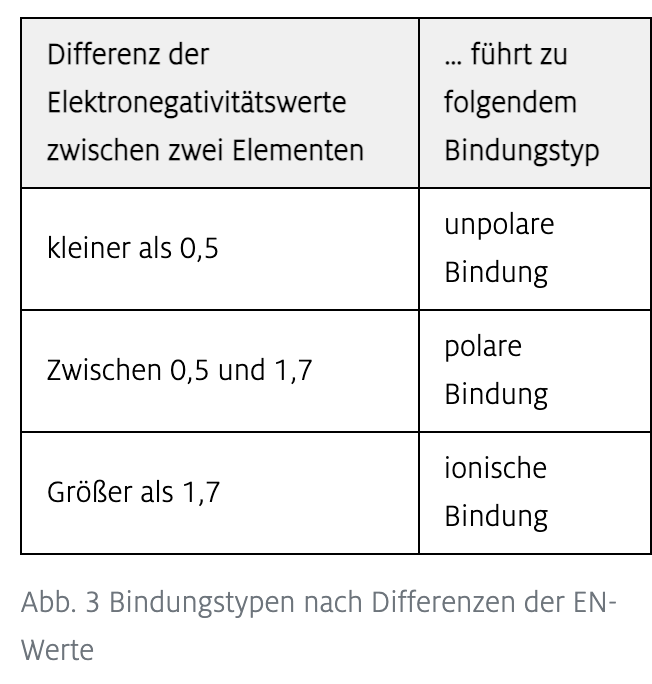 Differenz der
Elektronegativitätswerte
zwischen zwei Elementen
... führt zu
folgendem
Bindungstyp
kleiner als 0,5
unpolare
Bindung
Zwischen 0,5 und 1,7
polare
Bindung
Größer als 1,7
ionische
Bindung
Abb. 3 Bindungstypen nach Differenzen der EN-
Werte